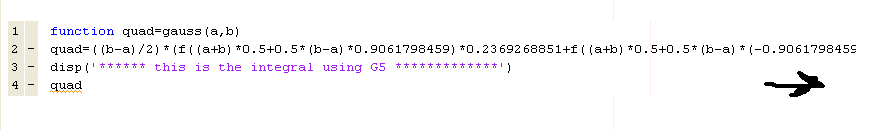 1 function quad=gauss(a,b)
2 - quad=((b-a)/2)*(f((a+b)*0.5+0.5*(b-a)*0.9061798459)*0.2369268851+f((a+b)*0.5+0.5*(b-a)*(-0.9061798459
3 - disp('****** this is the integral using G5 *************')
4 - quad